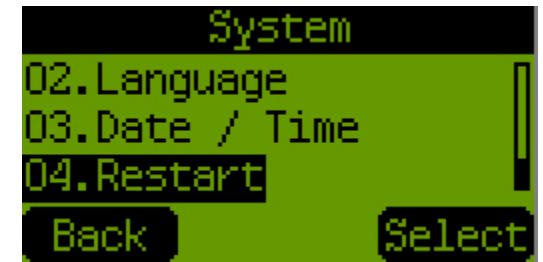 System
02.Language
03.Date / Time
04.Restart
Back Select